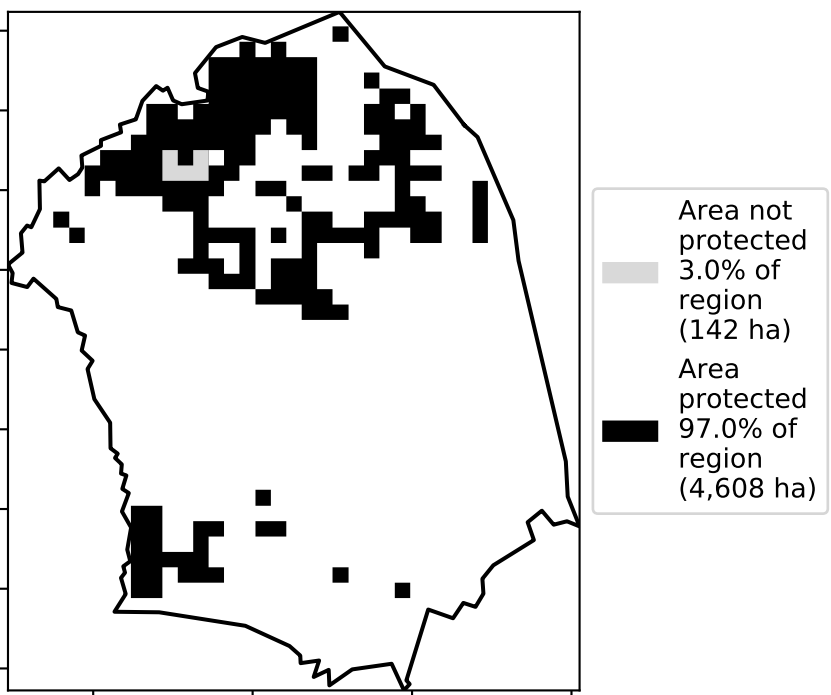 Area not
protected
3.0% of
region
(142 ha)
Area
protected
97.0% of
region
(4,608 ha)